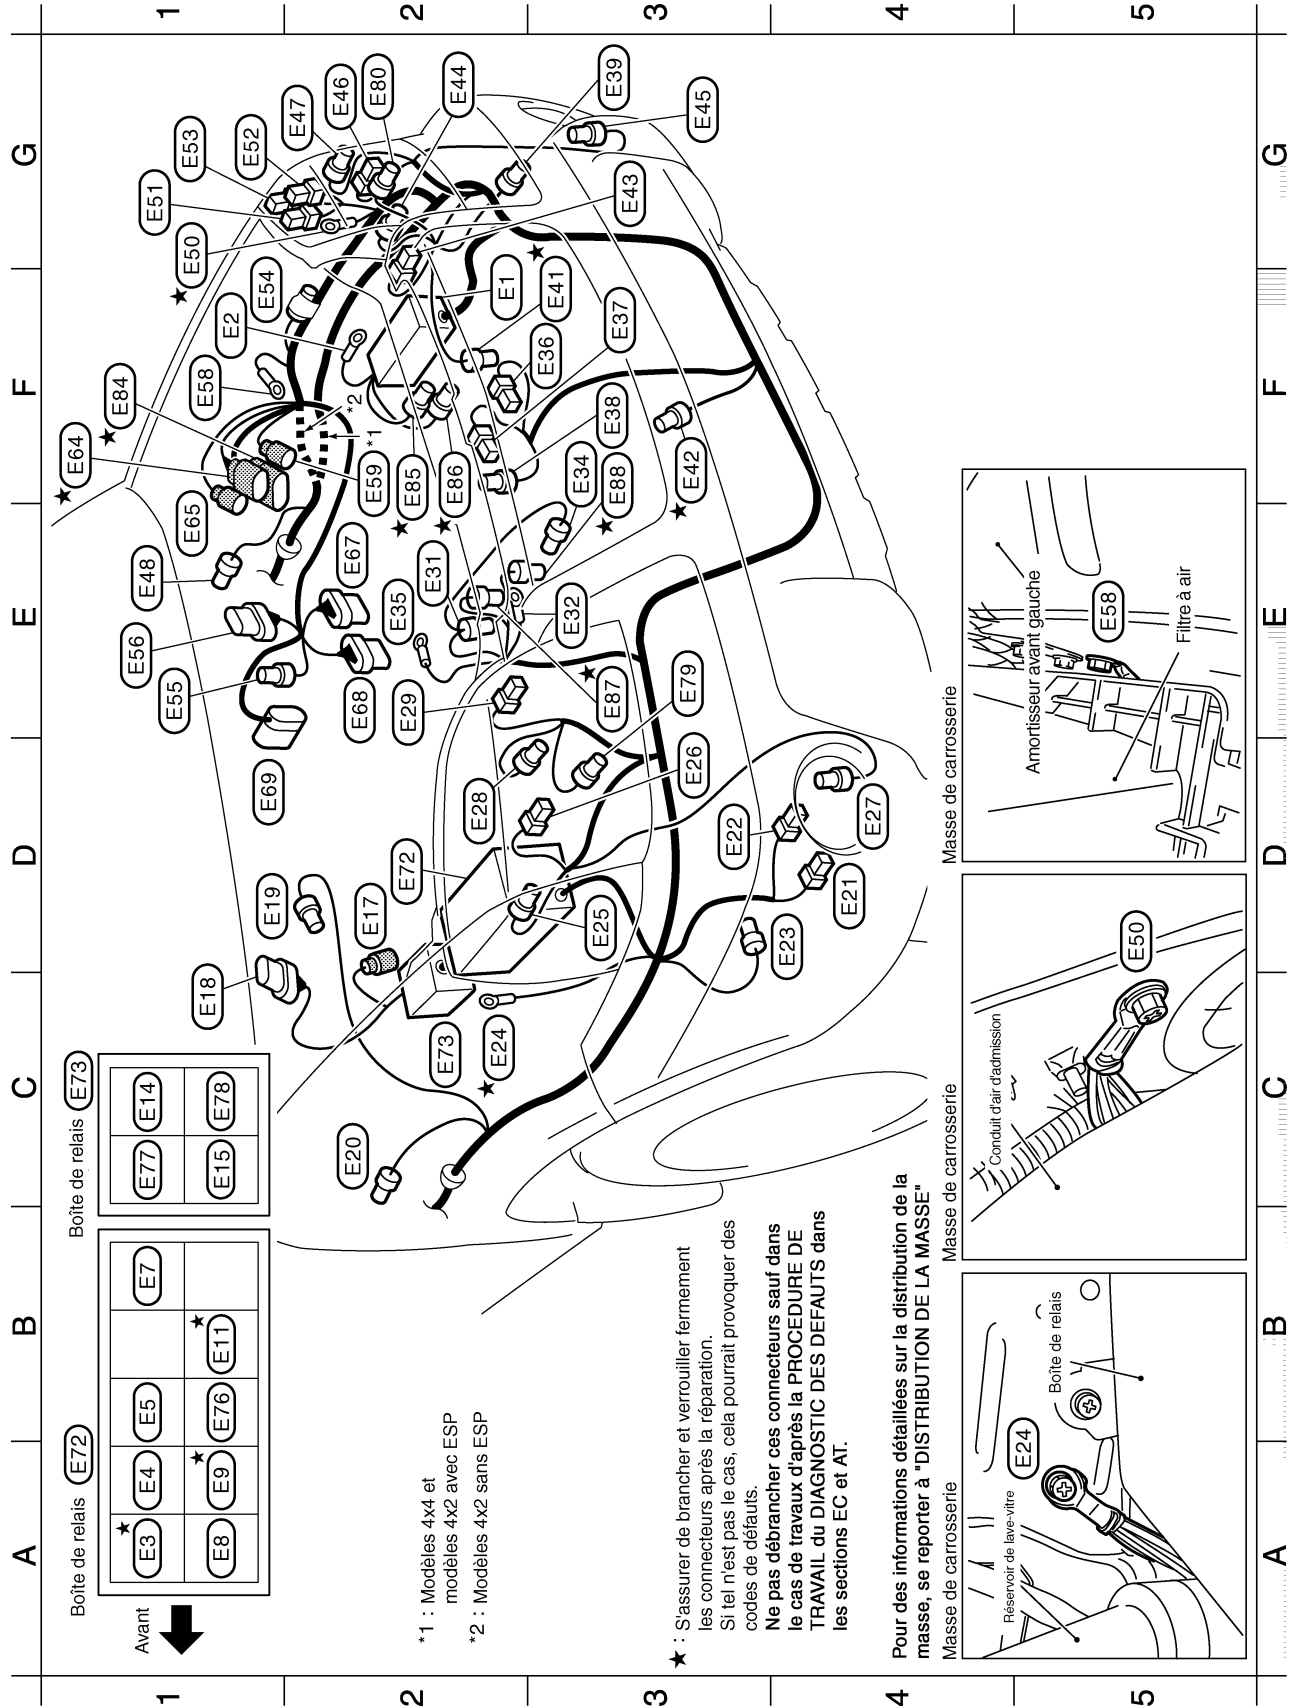 A
B
C
D
E
F
G
1
2
3
4
5
Avant
Boîte de relais E72
E3 ★
E4
E5
E7
E8
E9 ★
E76
E11 ★
Boîte de relais E73
E77
E14
E15
E78
E20
E18
E19
E17
E73
★ E24
E72
E25
E23
E21
E22
E27
E28
E26
E79
E69
E55
E56
E48
E65
★ E64
★ E84
E58
E2
E54
★ E50
E51
E53
E52
E47
E46
E80
E44
E39
E45
E43
E1
E41 ★
E37
E36
E38
E34
E88 ★
E42 ★
E59
E85 ★
E86 ★
E67
E68
E35
E31
E29
E32
E87 ★
*2
*1
*1 : Modèles 4x4 et
modèles 4x2 avec ESP
*2 : Modèles 4x2 sans ESP
★ : S'assurer de brancher et verrouiller fermement
les connecteurs après la réparation.
Si tel n'est pas le cas, cela pourrait provoquer des
codes de défauts.
Ne pas débrancher ces connecteurs sauf dans
le cas de travaux d'après la PROCEDURE DE
TRAVAIL du DIAGNOSTIC DES DEFAUTS dans
les sections EC et AT.
Pour des informations détaillées sur la distribution de la
masse, se reporter à "DISTRIBUTION DE LA MASSE"
Masse de carrosserie
Réservoir de lave-vitre
E24
Boîte de relais
Masse de carrosserie
Conduit d'air d'admission
E50
Masse de carrosserie
Amortisseur avant gauche
E58
Filtre à air
A
B
C
D
E
F
G
1
2
3
4
5